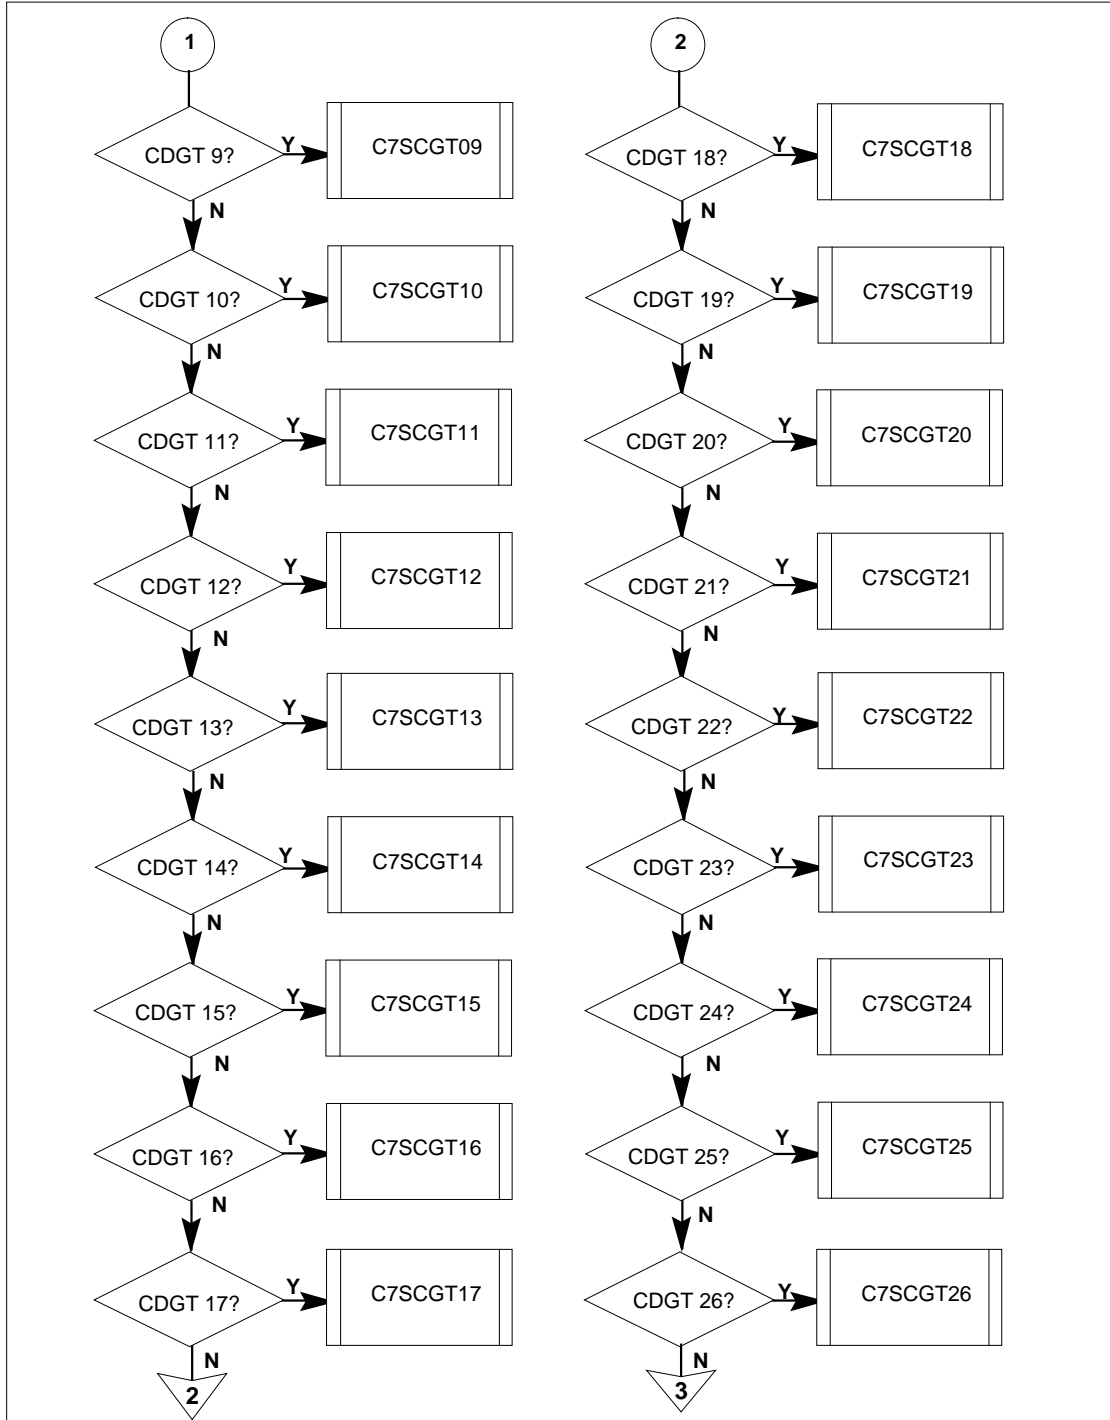 1
CDGT 9?
Y
C7SCGT09
N
CDGT 10?
Y
C7SCGT10
N
CDGT 11?
Y
C7SCGT11
N
CDGT 12?
Y
C7SCGT12
N
CDGT 13?
Y
C7SCGT13
N
CDGT 14?
Y
C7SCGT14
N
CDGT 15?
Y
C7SCGT15
N
CDGT 16?
Y
C7SCGT16
N
CDGT 17?
Y
C7SCGT17
N
2
2
CDGT 18?
Y
C7SCGT18
N
CDGT 19?
Y
C7SCGT19
N
CDGT 20?
Y
C7SCGT20
N
CDGT 21?
Y
C7SCGT21
N
CDGT 22?
Y
C7SCGT22
N
CDGT 23?
Y
C7SCGT23
N
CDGT 24?
Y
C7SCGT24
N
CDGT 25?
Y
C7SCGT25
N
CDGT 26?
Y
C7SCGT26
N
3